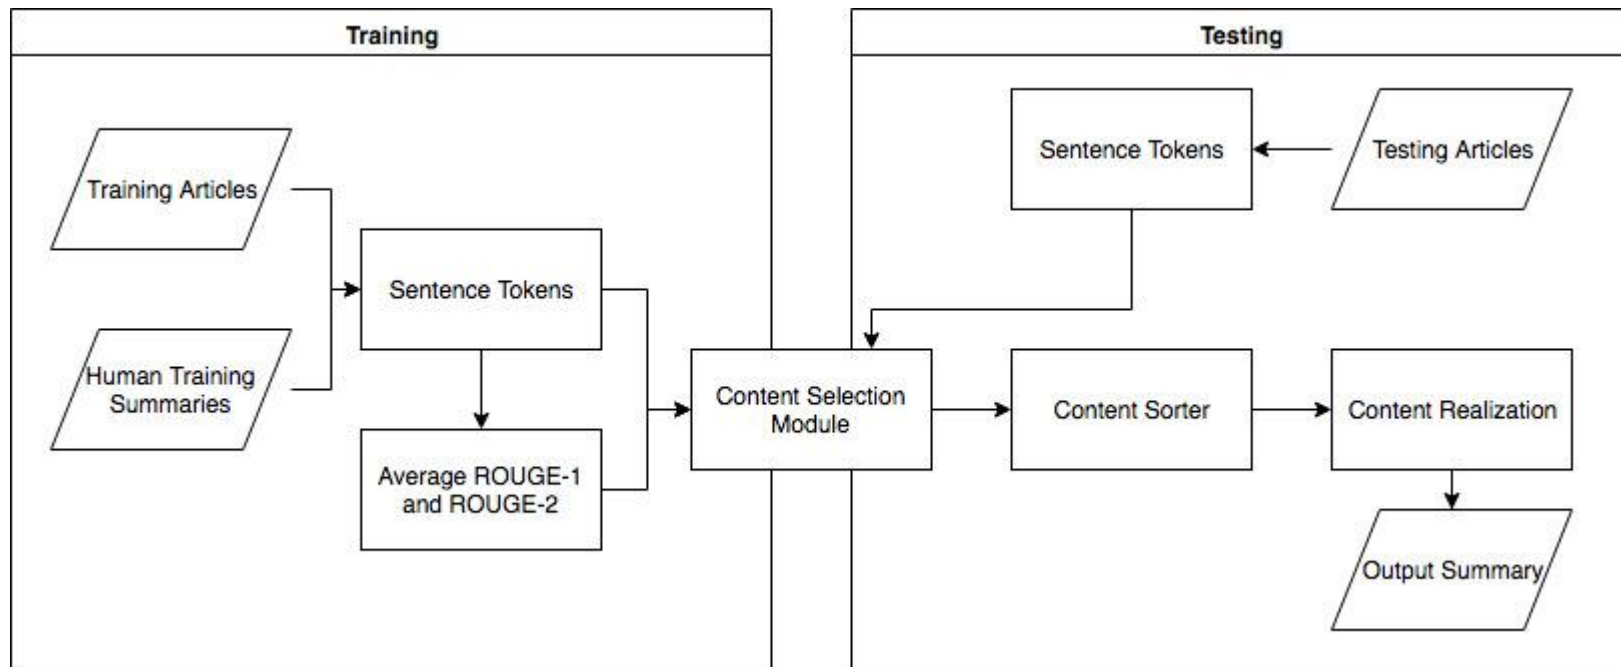 Training
Training Articles
Human Training
Summaries
Sentence Tokens
Average ROUGE-1
and ROUGE-2
Content Selection
Module
Testing
Sentence Tokens
Testing Articles
Content Sorter
Content Realization
Output Summary